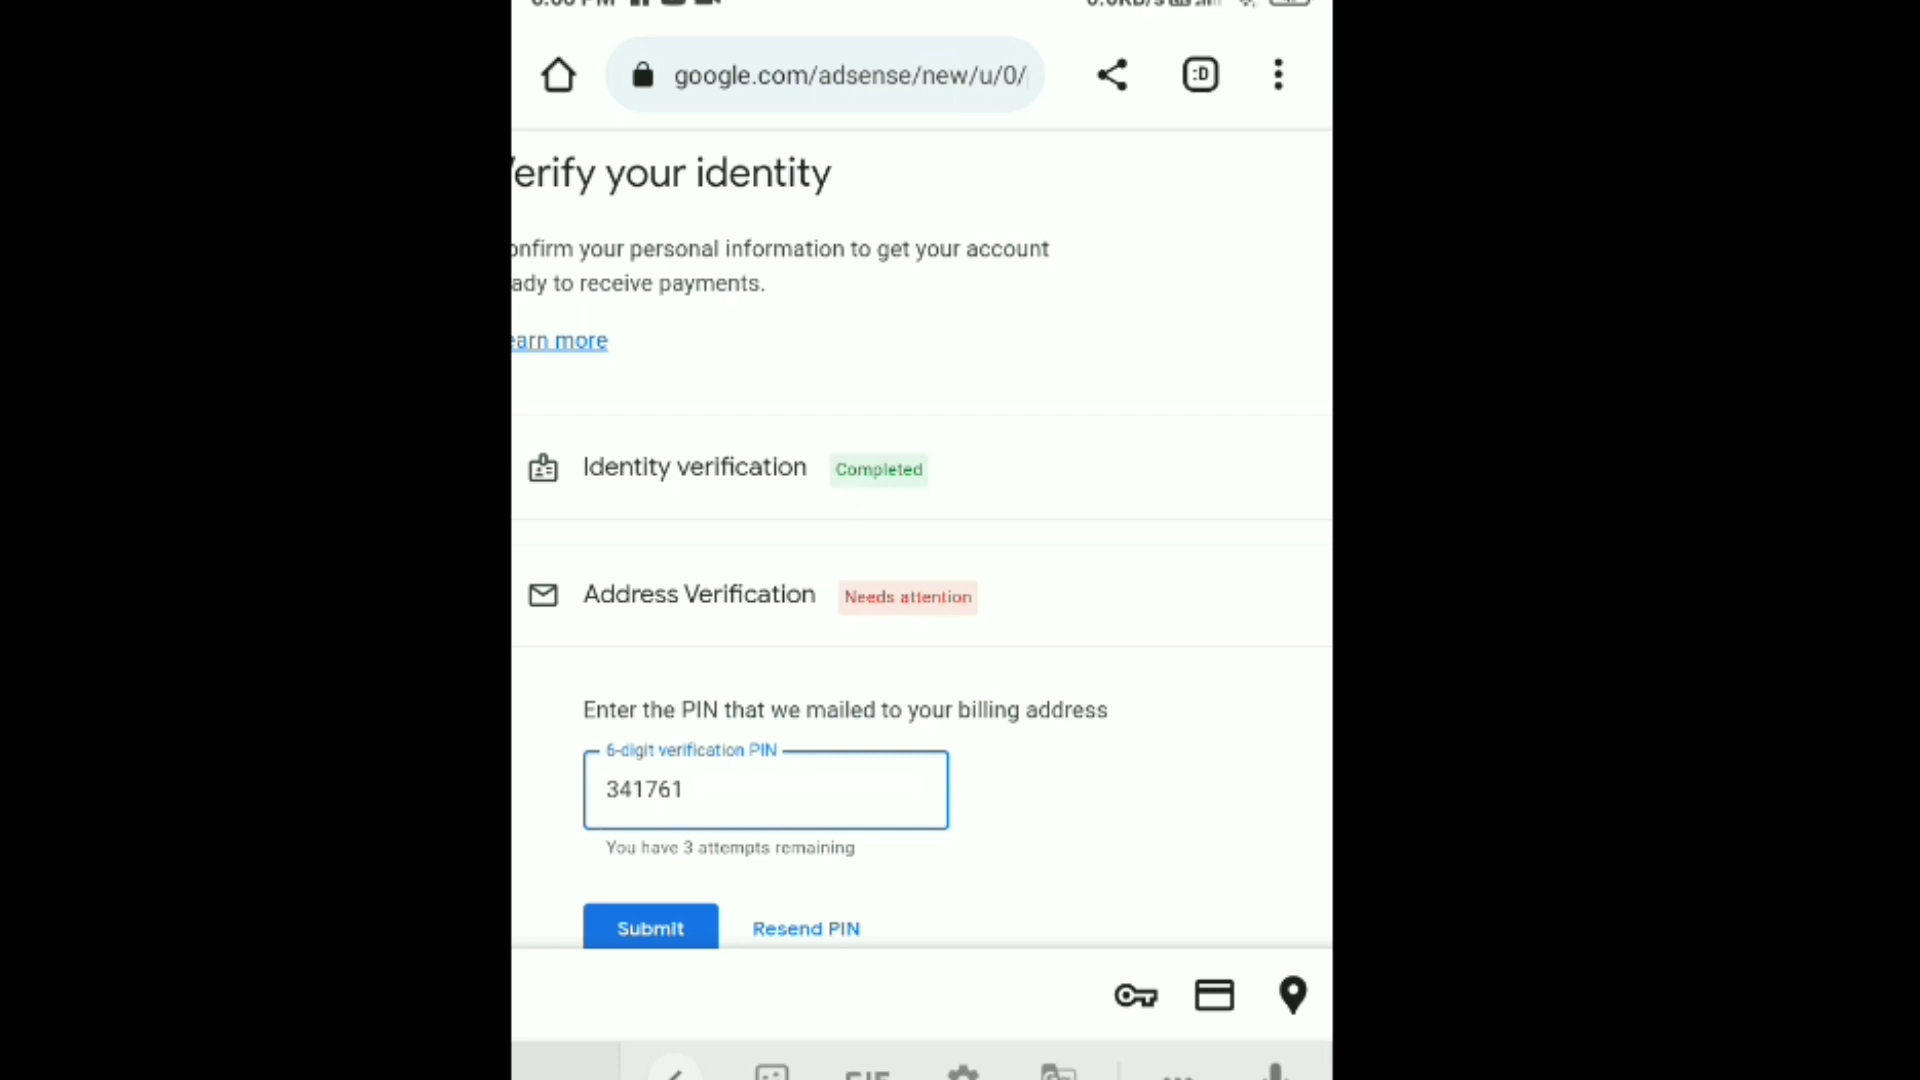 google.com/adsense/new/u/0/
:D
erify your identity
onfirm your personal information to get your account
ady to receive payments.
earn more
Identity verification
Completed
Address Verification
Needs attention
Enter the PIN that we mailed to your billing address
6-digit verification PIN
341761
You have 3 attempts remaining
Submit
Resend PIN